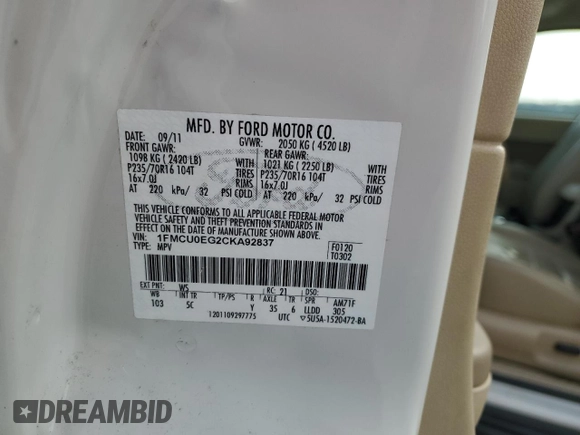 MFD. BY FORD MOTOR CO.
DATE: 09/11 GVWR: 2050 KG ( 4520 LB)
FRONT GAWR: REAR GAWR:
1098 KG ( 2420 LB) 1021 KG ( 2250 LB)
P235/70R16 104T TIRES P235/70R16 104T TIRES
16x7.0J RIMS 16x7.0J RIMS
AT 220 kPa/ 32 PSI COLD AT 220 kPa/ 32 PSI COLD
THIS VEHICLE CONFORMS TO ALL APPLICABLE FEDERAL MOTOR
VEHICLE SAFETY, BUMPER, AND THEFT PREVENTION STANDARDS IN
EFFECT ON THE DATE OF MANUFACTURE SHOWN ABOVE.
VIN: 1FMCU0EG2CKA92837 F0120
TYPE: MPV T0302
EXT PNT: WS RC: 21 DSO:
WB INT TR TP/PS R AXLE TR SPR AM71F
103 5C Y 35 6 LLDD 305
1201109297775 UTC 5U5A-1520472-BA
DREAMBID